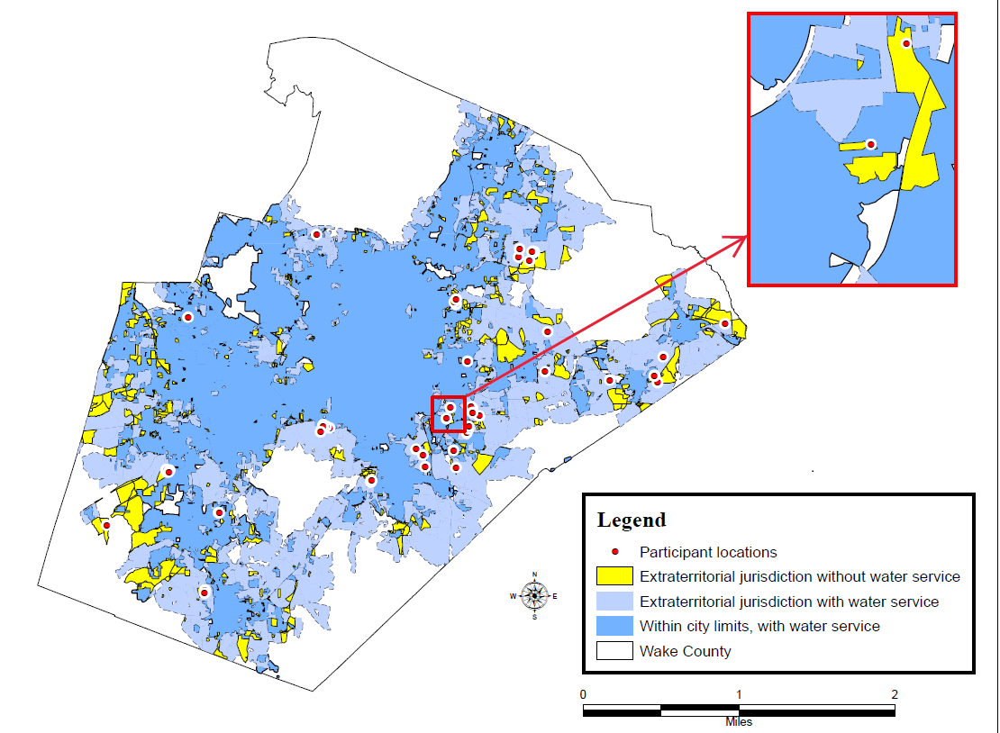 Legend
Participant locations
Extraterritorial jurisdiction without water service
Extraterritorial jurisdiction with water service
Within city limits, with water service
Wake County
N
W E
S
0 1 2
Miles